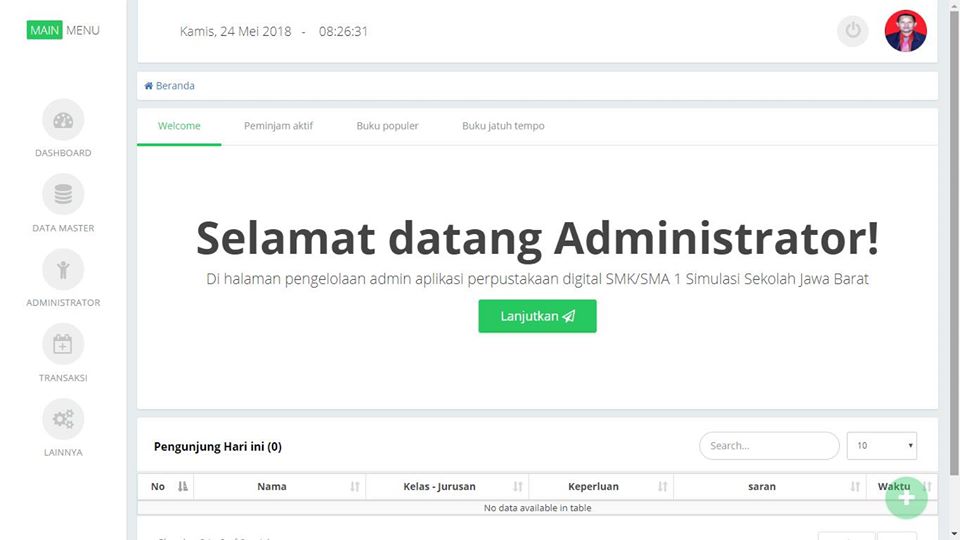 MAIN MENU
Kamis, 24 Mei 2018 - 08:26:31
Beranda
DASHBOARD
DATA MASTER
ADMINISTRATOR
TRANSAKSI
LAINNYA
Welcome Peminjam aktif Buku populer Buku jatuh tempo
Selamat datang Administrator!
Di halaman pengelolaan admin aplikasi perpustakaan digital SMK/SMA 1 Simulasi Sekolah Jawa Barat
Lanjutkan
Pengunjung Hari ini (0) Search... 10
No Nama Kelas - Jurusan Keperluan saran Waktu
No data available in table